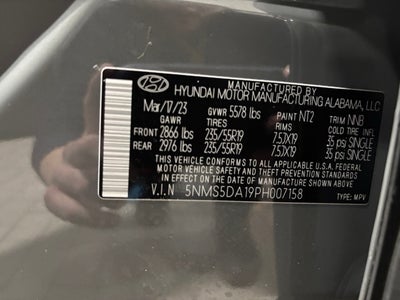 MANUFACTURED BY
HYUNDAI MOTOR MANUFACTURING ALABAMA, LLC
Mar/17/23 GVWR 5578 lbs PAINT NT2 TRIM NNB
GAWR TIRES RIMS COLD TIRE INFL
FRONT 2866 lbs 235/55R19 7.5JX19 35 psi SINGLE
REAR 2976 lbs 235/55R19 7.5JX19 35 psi SINGLE
THIS VEHICLE CONFORMS TO ALL APPLICABLE U.S.A. FEDERAL
MOTOR VEHICLE SAFETY STANDARDS
IN EFFECT ON THE DATE OF MANUFACTURE SHOWN ABOVE.
V.I.N 5NMS5DA19PH007158 TYPE: MPV